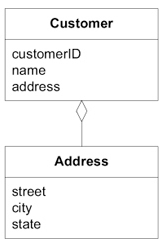 Customer
customerID
name
address
Address
street
city
state